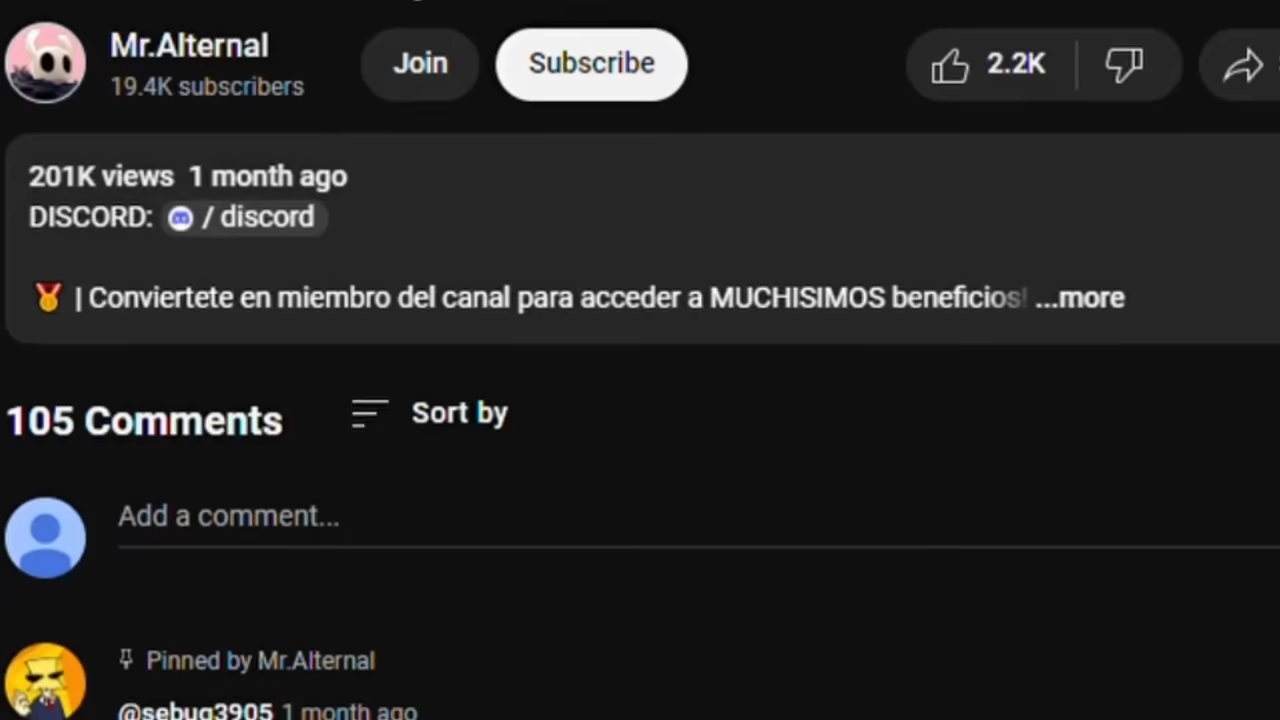 Mr.Alternal
19.4K subscribers
Join
Subscribe
2.2K
201K views 1 month ago
DISCORD: / discord
| Conviertete en miembro del canal para acceder a MUCHISIMOS beneficios! ...more
105 Comments
Sort by
Add a comment...
Pinned by Mr.Alternal
@sebug3905 1 month ago